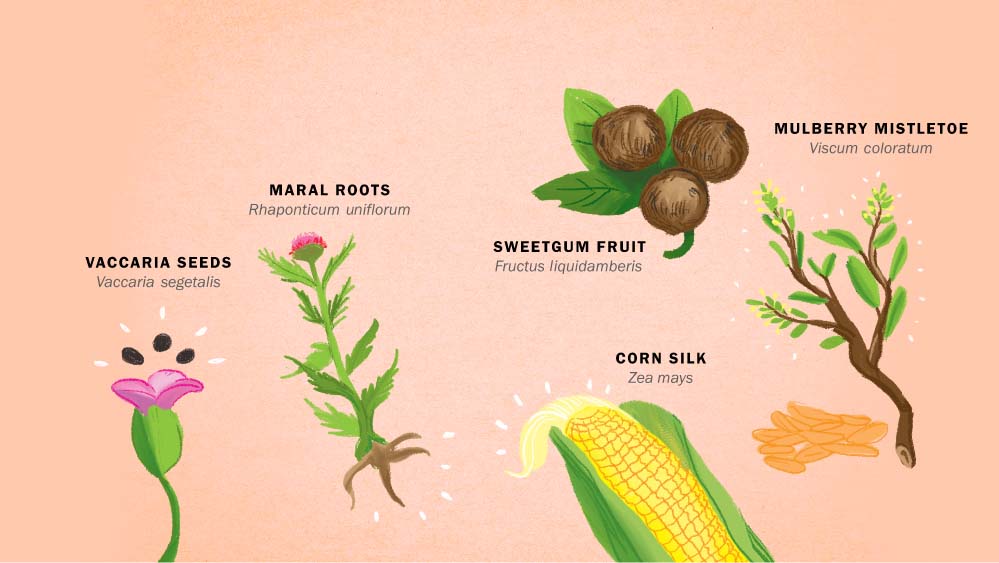 MULBERRY MISTLETOE
Viscum coloratum
MARAL ROOTS
Rhaponticum uniflorum
SWEETGUM FRUIT
Fructus liquidamberis
VACCARIA SEEDS
Vaccaria segetalis
CORN SILK
Zea mays